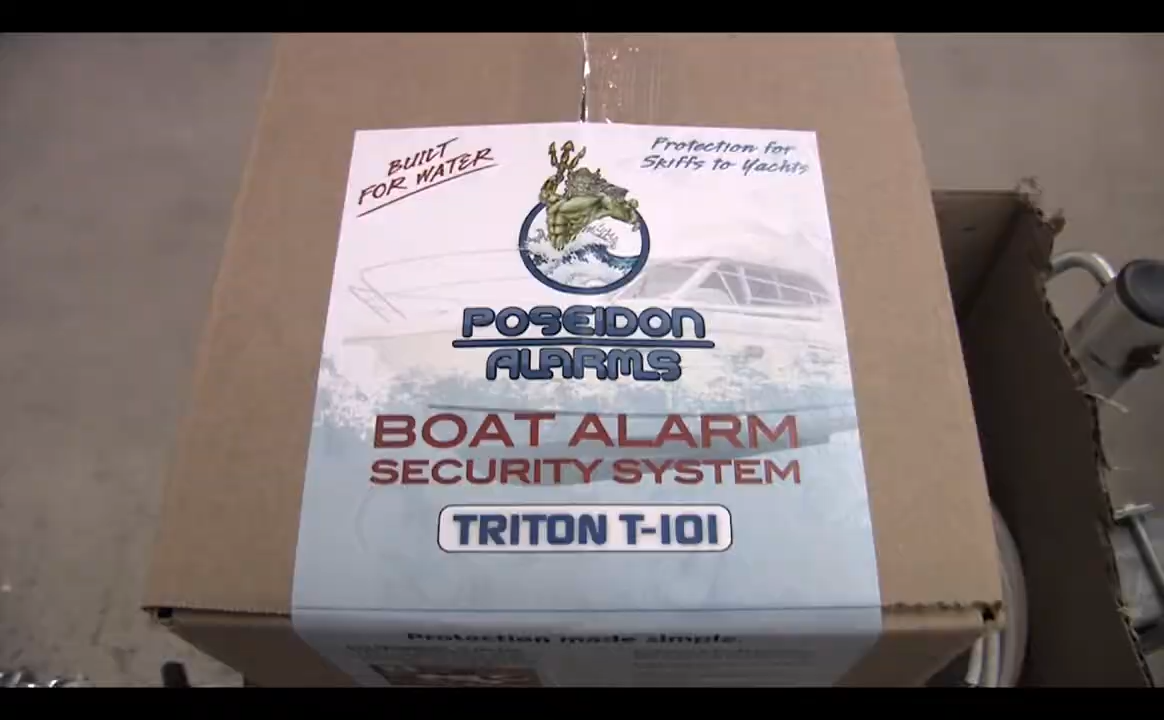 BUILT
FOR WATER
Protection for
Skiffs to Yachts
POSEIDON
ALARMS
BOAT ALARM
SECURITY SYSTEM
TRITON T-101
Protection made simple.